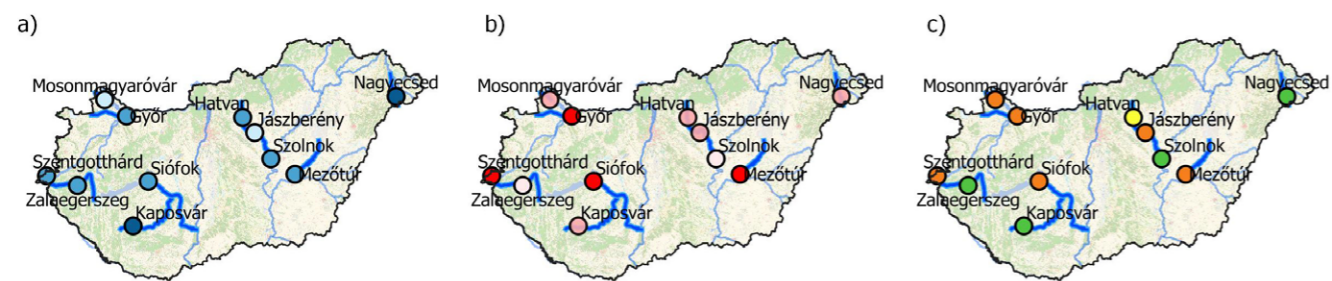 a)
Mosonmagyaróvár
Győr
Hatvan
Jászberény
Nagyecsed
Szolnok
Szentgotthárd
Siófok
Mezőtúr
Zalaegerszeg
Kaposvár
b)
Mosonmagyaróvár
Győr
Hatvan
Jászberény
Nagyecsed
Szolnok
Szentgotthárd
Siófok
Mezőtúr
Zalaegerszeg
Kaposvár
c)
Mosonmagyaróvár
Győr
Hatvan
Jászberény
Nagyecsed
Szolnok
Szentgotthárd
Siófok
Mezőtúr
Zalaegerszeg
Kaposvár